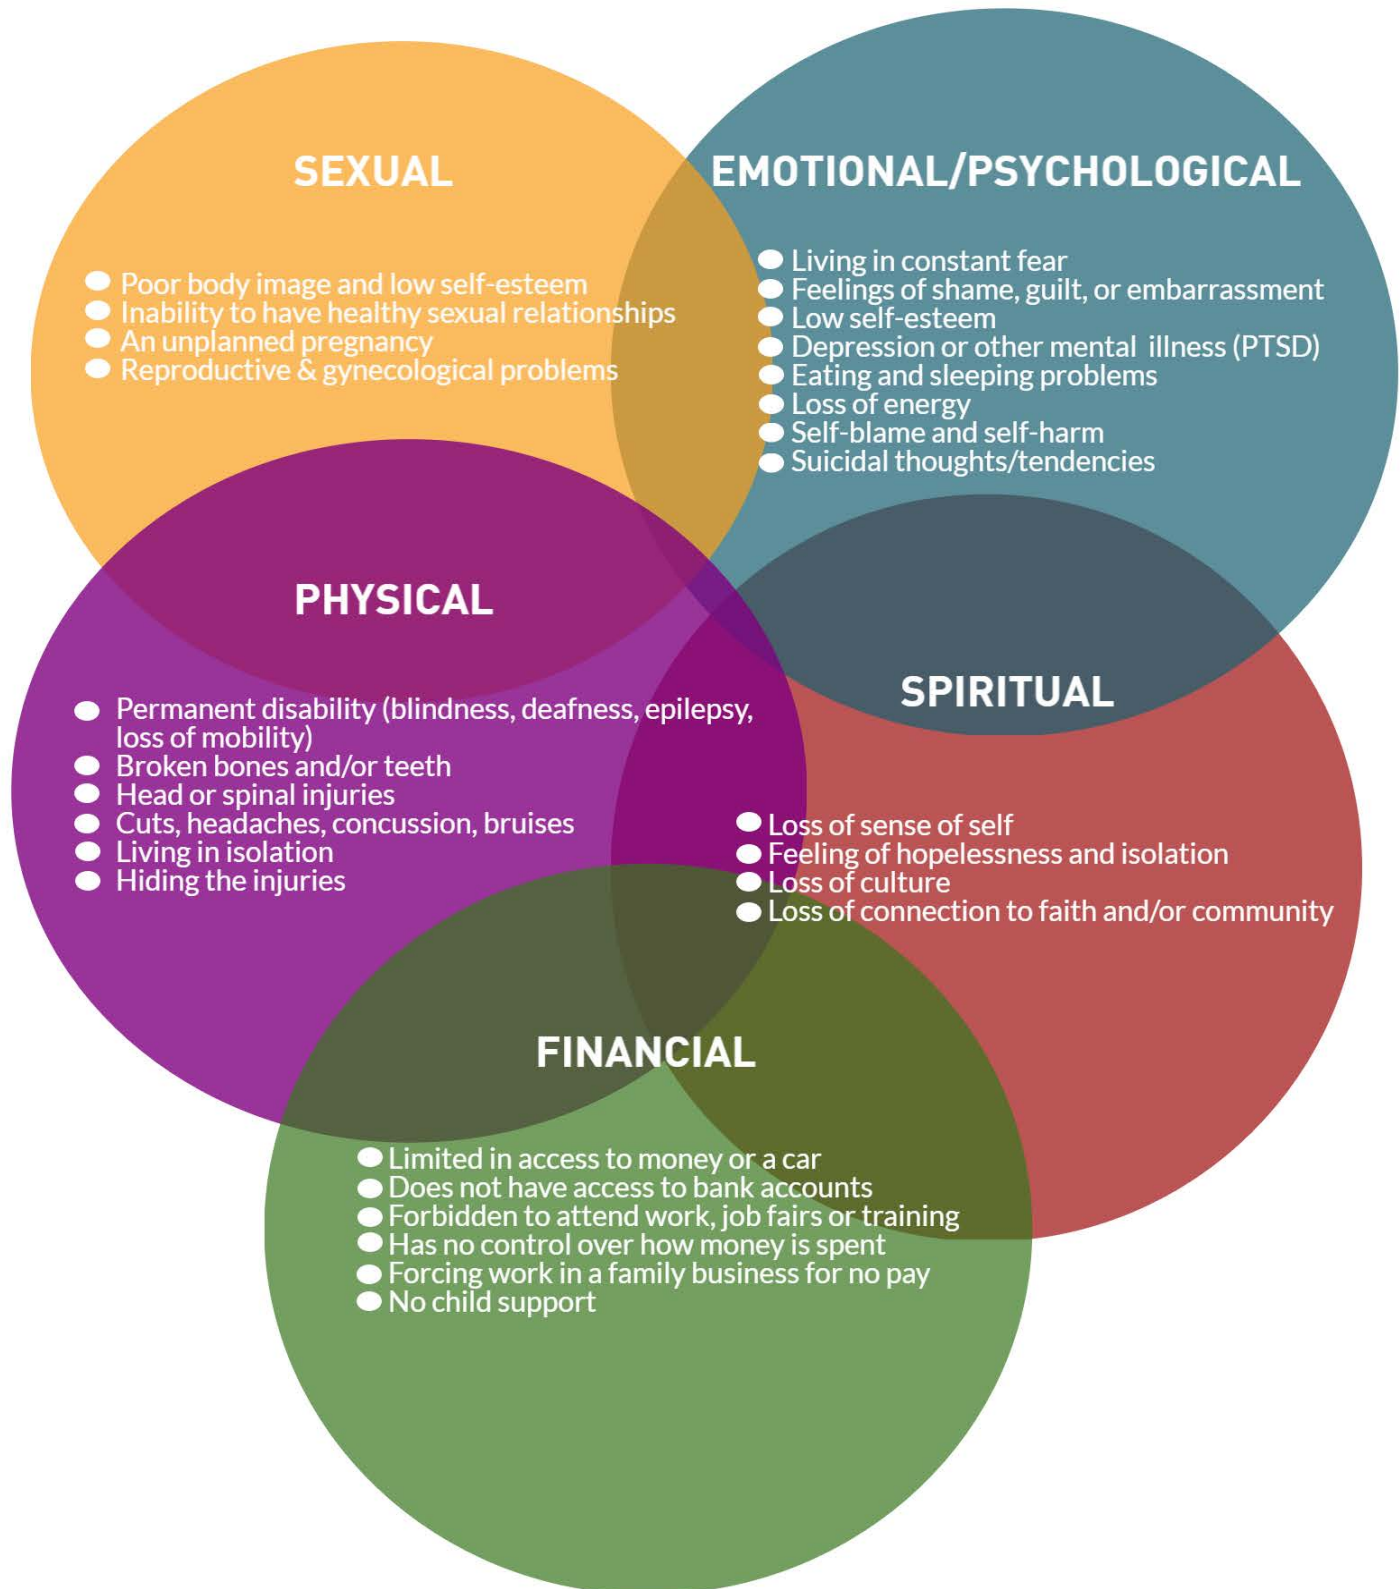 SEXUAL
Poor body image and low self-esteem
Inability to have healthy sexual relationships
An unplanned pregnancy
Reproductive & gynecological problems
EMOTIONAL/PSYCHOLOGICAL
Living in constant fear
Feelings of shame, guilt, or embarrassment
Low self-esteem
Depression or other mental illness (PTSD)
Eating and sleeping problems
Loss of energy
Self-blame and self-harm
Suicidal thoughts/tendencies
PHYSICAL
Permanent disability (blindness, deafness, epilepsy,
loss of mobility)
Broken bones and/or teeth
Head or spinal injuries
Cuts, headaches, concussion, bruises
Living in isolation
Hiding the injuries
SPIRITUAL
Loss of sense of self
Feeling of hopelessness and isolation
Loss of culture
Loss of connection to faith and/or community
FINANCIAL
Limited in access to money or a car
Does not have access to bank accounts
Forbidden to attend work, job fairs or training
Has no control over how money is spent
Forcing work in a family business for no pay
No child support